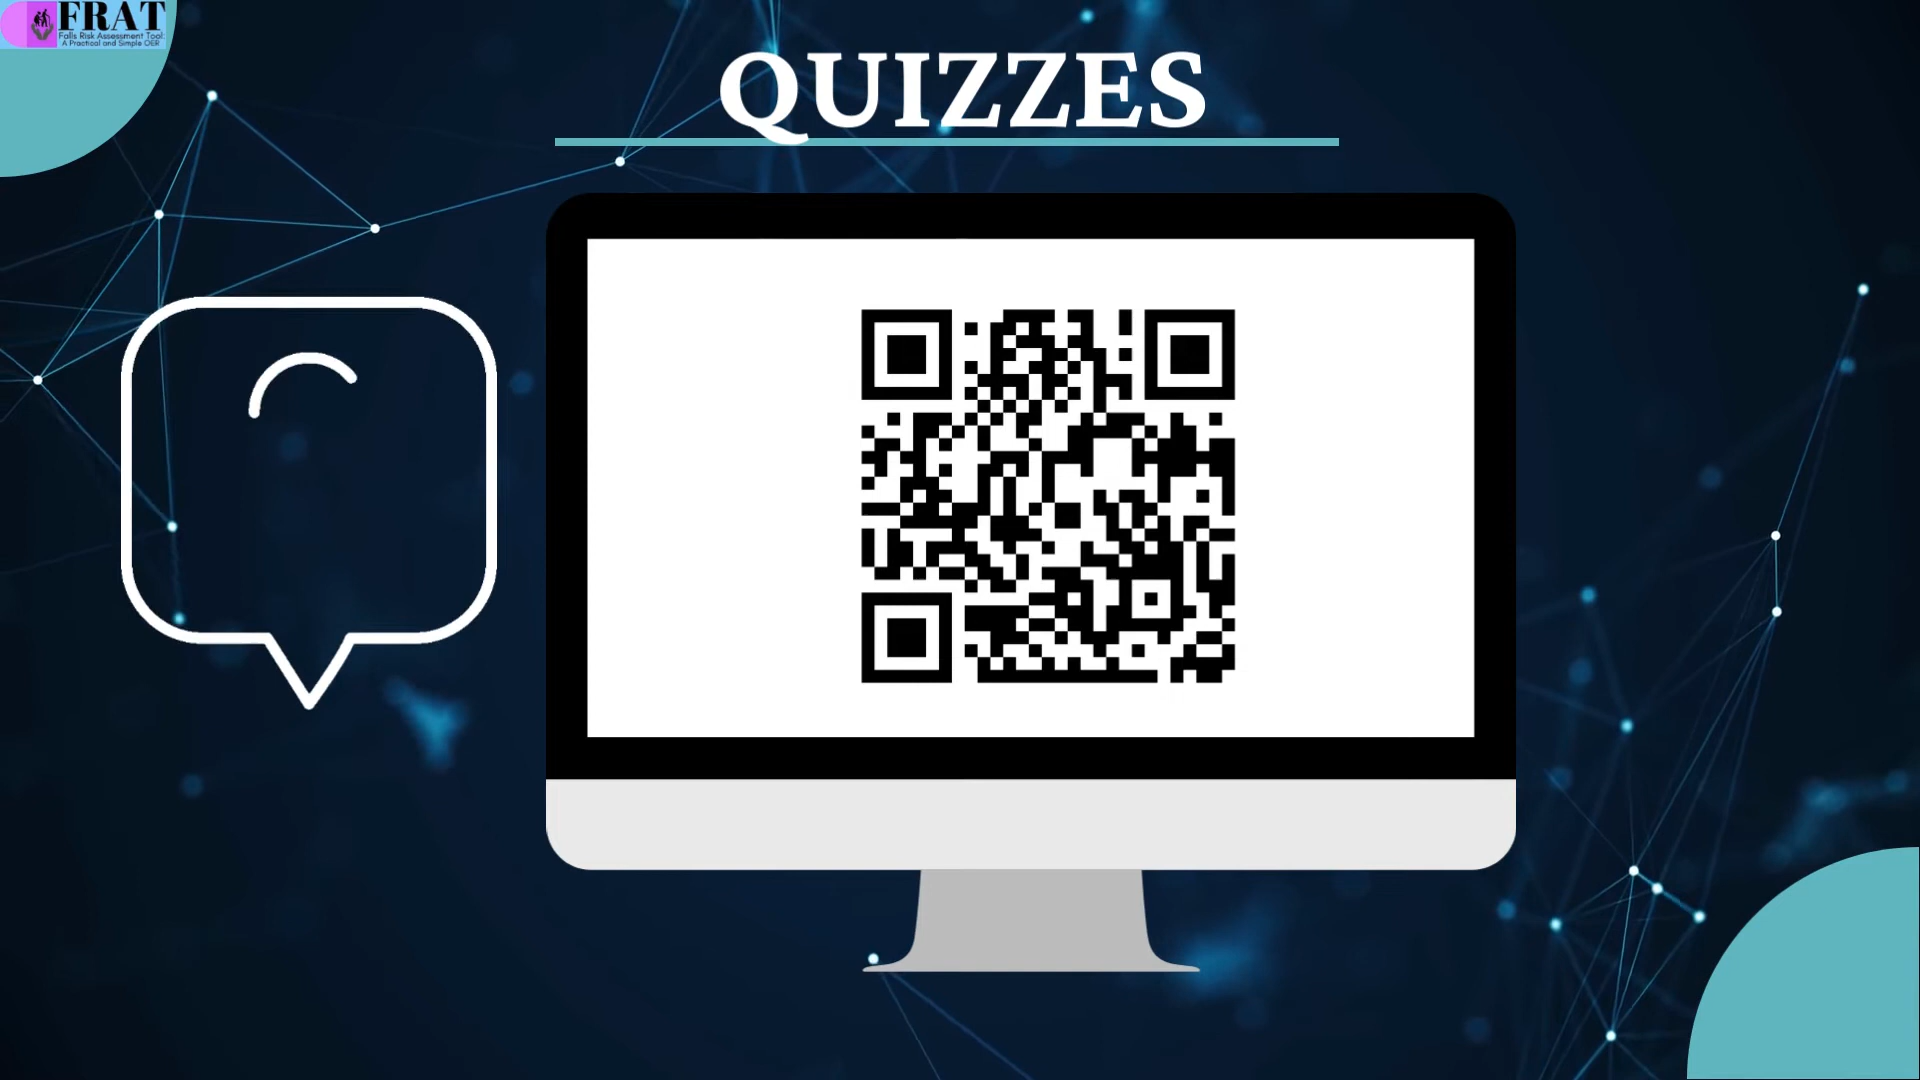 FRAT
Falls Risk Assessment Tool:
A Practical and Simple OER
QUIZZES